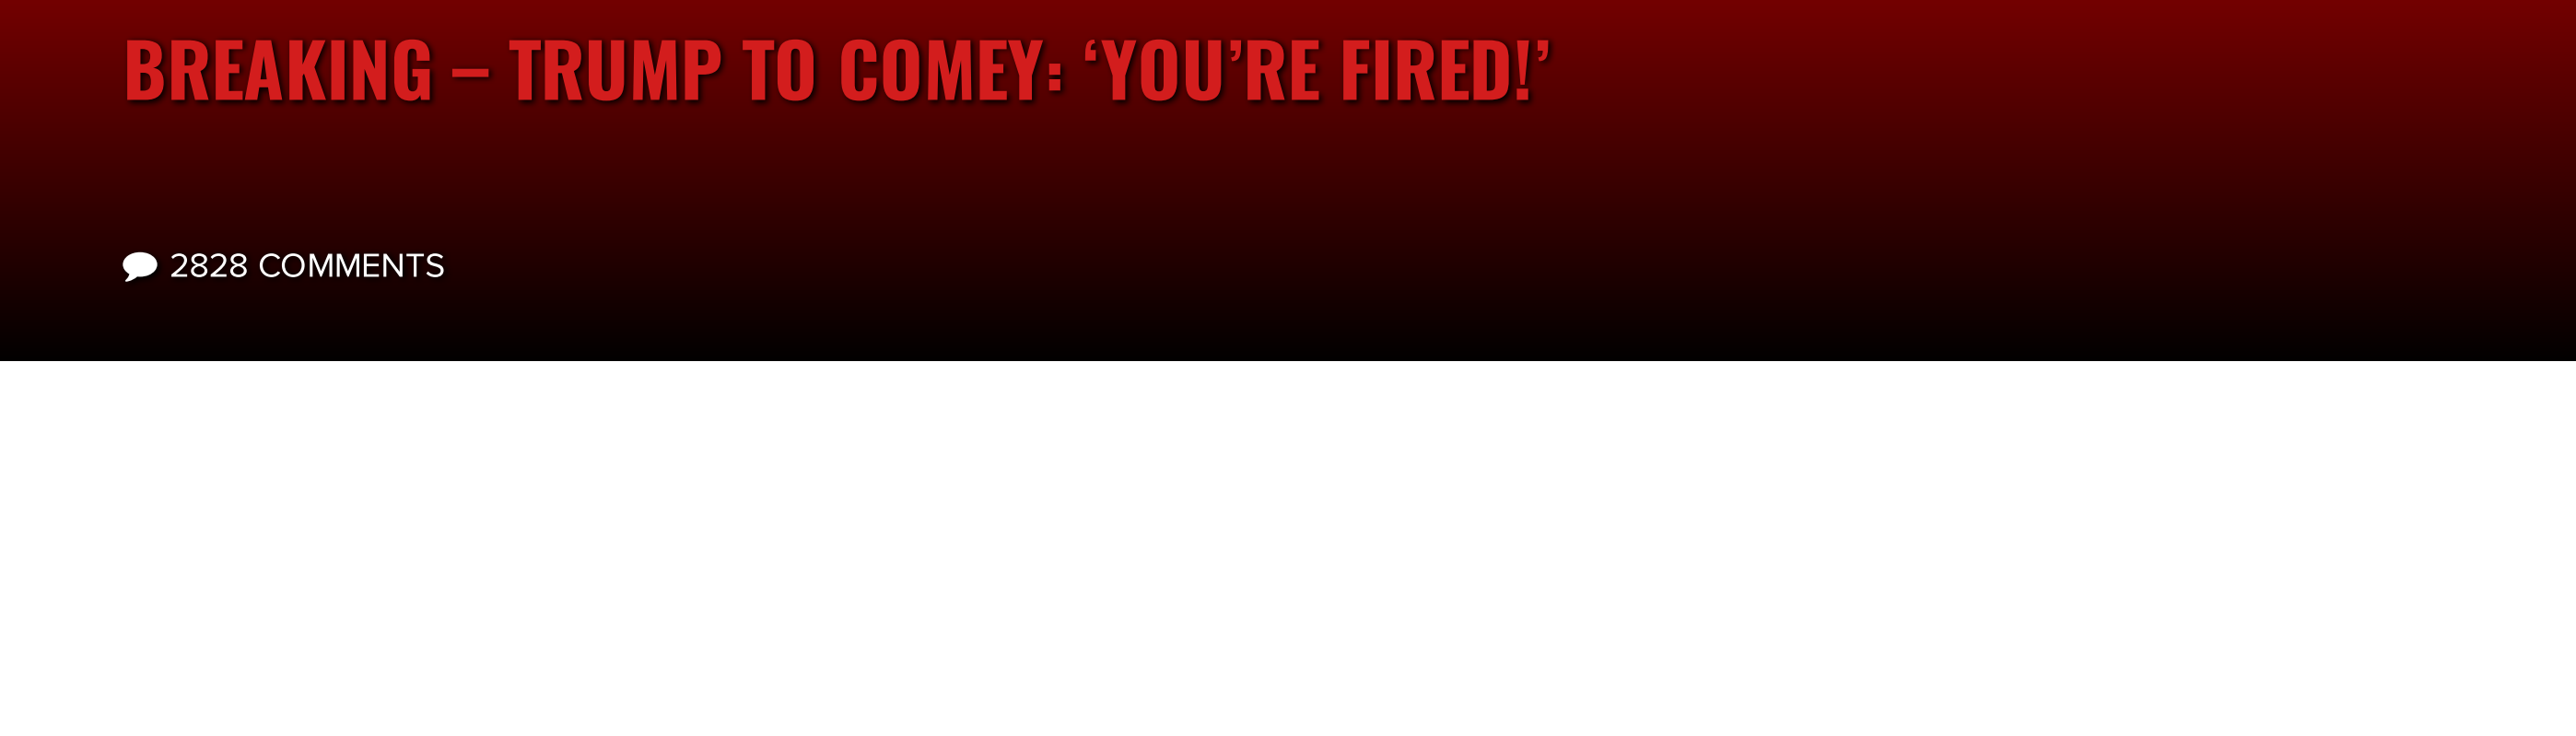 BREAKING – TRUMP TO COMEY: ‘YOU’RE FIRED!’
2828 COMMENTS